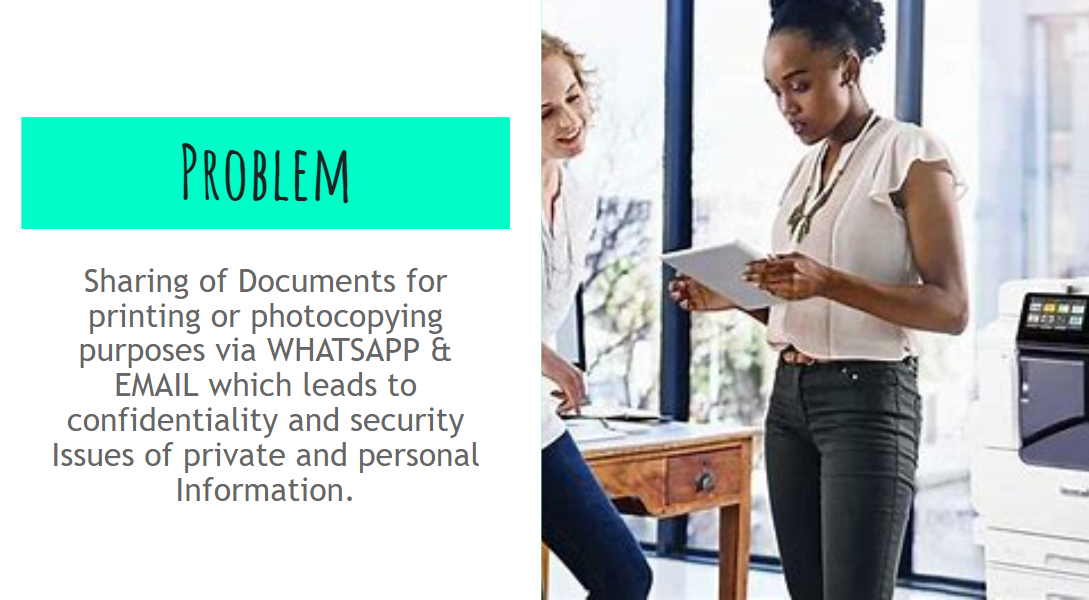 Problem
Sharing of Documents for
printing or photocopying
purposes via WHATSAPP &
EMAIL which leads to
confidentiality and security
Issues of private and personal
Information.